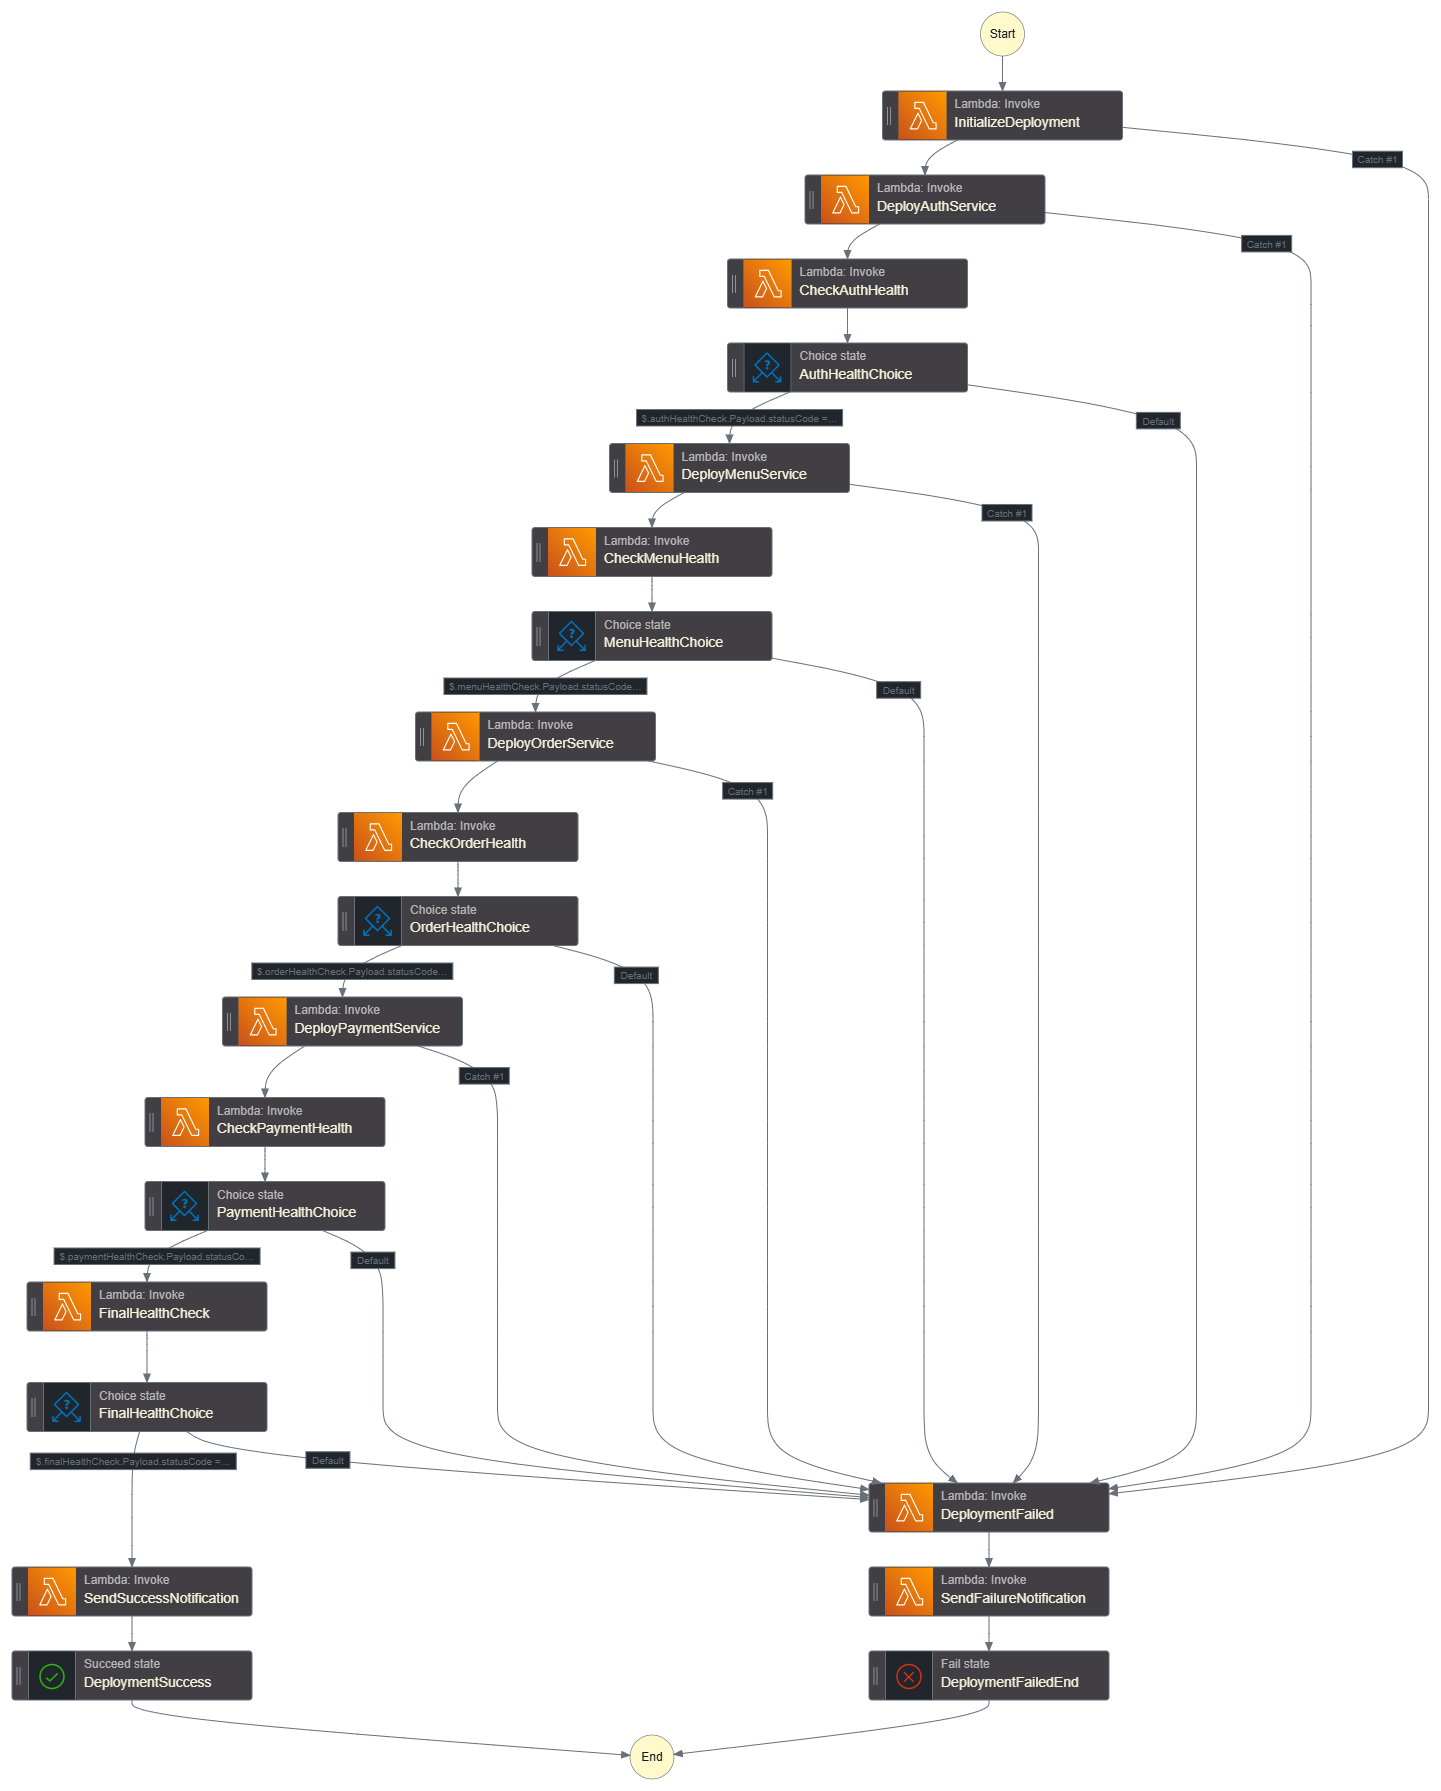 Start
Lambda: Invoke
InitializeDeployment
Catch #1
Lambda: Invoke
DeployAuthService
Catch #1
Lambda: Invoke
CheckAuthHealth
Choice state
AuthHealthChoice
$.authHealthCheck.Payload.statusCode =...
Default
Lambda: Invoke
DeployMenuService
Catch #1
Lambda: Invoke
CheckMenuHealth
Choice state
MenuHealthChoice
$.menuHealthCheck.Payload.statusCode...
Default
Lambda: Invoke
DeployOrderService
Catch #1
Lambda: Invoke
CheckOrderHealth
Choice state
OrderHealthChoice
$.orderHealthCheck.Payload.statusCode...
Default
Lambda: Invoke
DeployPaymentService
Catch #1
Lambda: Invoke
CheckPaymentHealth
Choice state
PaymentHealthChoice
$.paymentHealthCheck.Payload.statusCo...
Default
Lambda: Invoke
FinalHealthCheck
Choice state
FinalHealthChoice
$.finalHealthCheck.Payload.statusCode =...
Default
Lambda: Invoke
DeploymentFailed
Lambda: Invoke
SendSuccessNotification
Lambda: Invoke
SendFailureNotification
Succeed state
DeploymentSuccess
Fail state
DeploymentFailedEnd
End